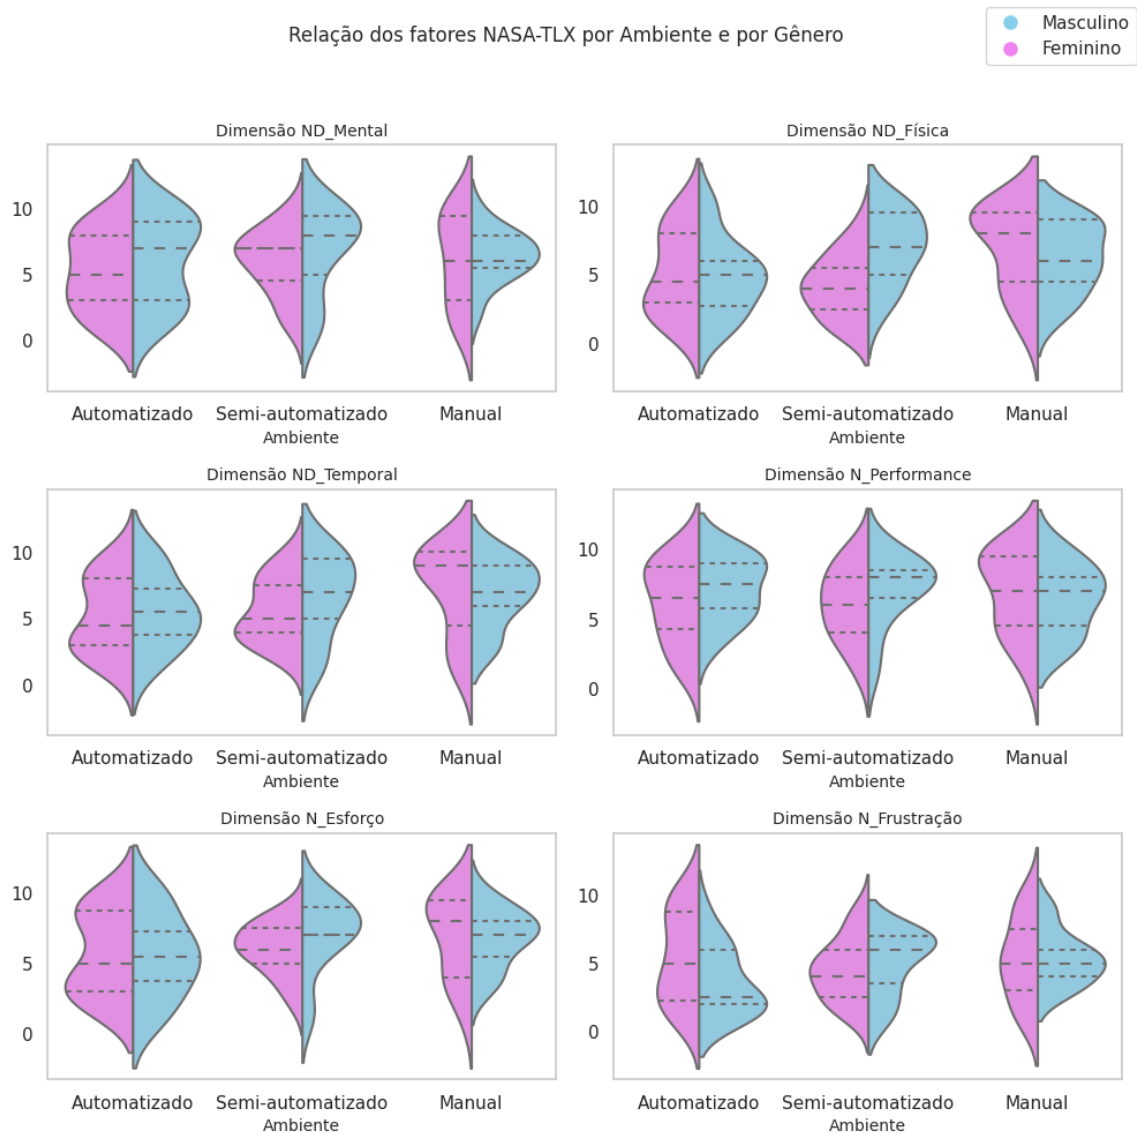 Relação dos fatores NASA-TLX por Ambiente e por Gênero
Masculino
Feminino
Dimensão ND_Mental
10
5
0
Automatizado Semi-automatizado Manual
Ambiente
Dimensão ND_Física
10
5
0
Automatizado Semi-automatizado Manual
Ambiente
Dimensão ND_Temporal
10
5
0
Automatizado Semi-automatizado Manual
Ambiente
Dimensão N_Performance
10
5
0
Automatizado Semi-automatizado Manual
Ambiente
Dimensão N_Esforço
10
5
0
Automatizado Semi-automatizado Manual
Ambiente
Dimensão N_Frustração
10
5
0
Automatizado Semi-automatizado Manual
Ambiente